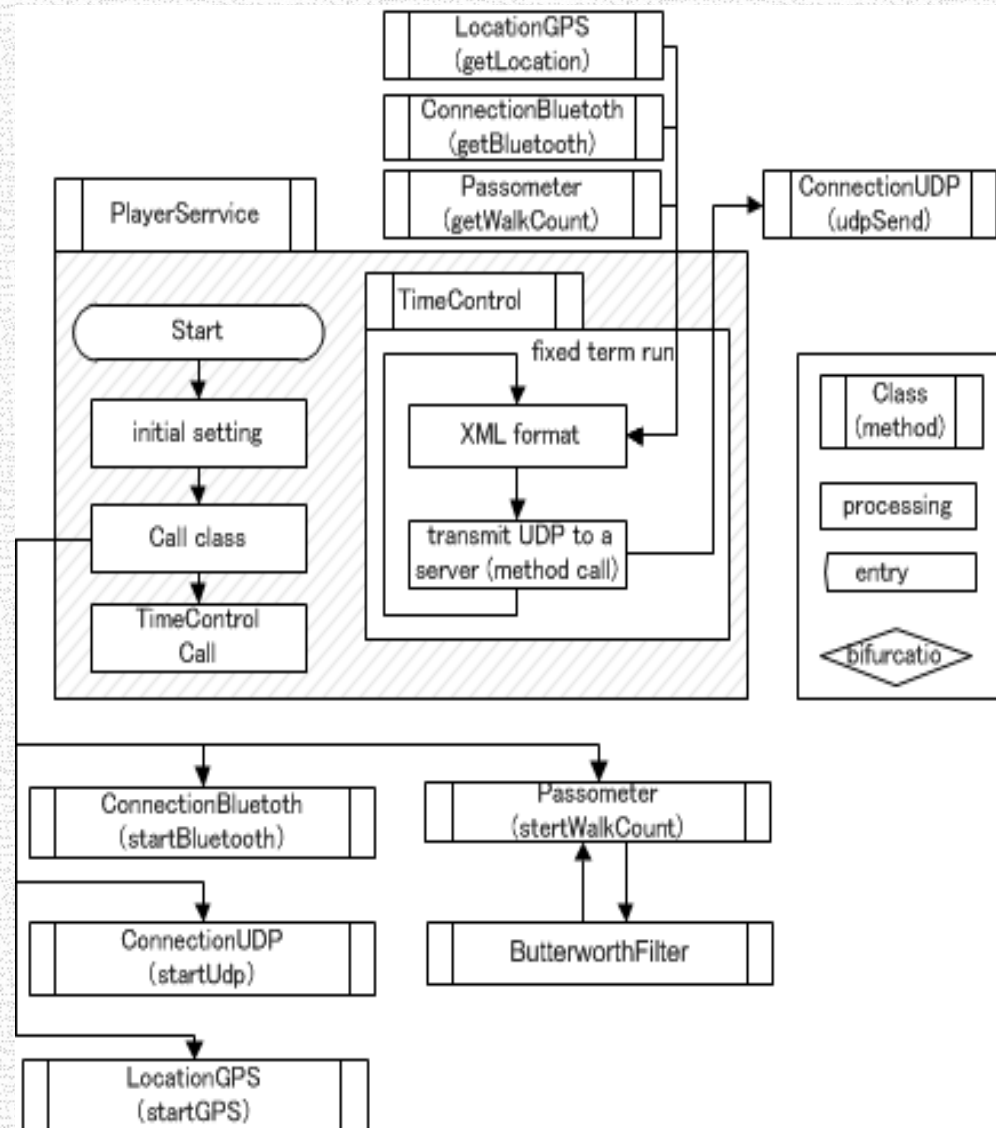 LocationGPS
(getLocation)
ConnectionBluetoth
(getBluetooth)
Passometer
(getWalkCount)
ConnectionUDP
(udpSend)
PlayerSerrvice
TimeControl
Start
fixed term run
initial setting
XML format
Call class
transmit UDP to a
server (method call)
TimeControl
Call
Class
(method)
processing
entry
bifurcatio
ConnectionBluetoth
(startBluetooth)
Passometer
(stertWalkCount)
ConnectionUDP
(startUdp)
ButterworthFilter
LocationGPS
(startGPS)